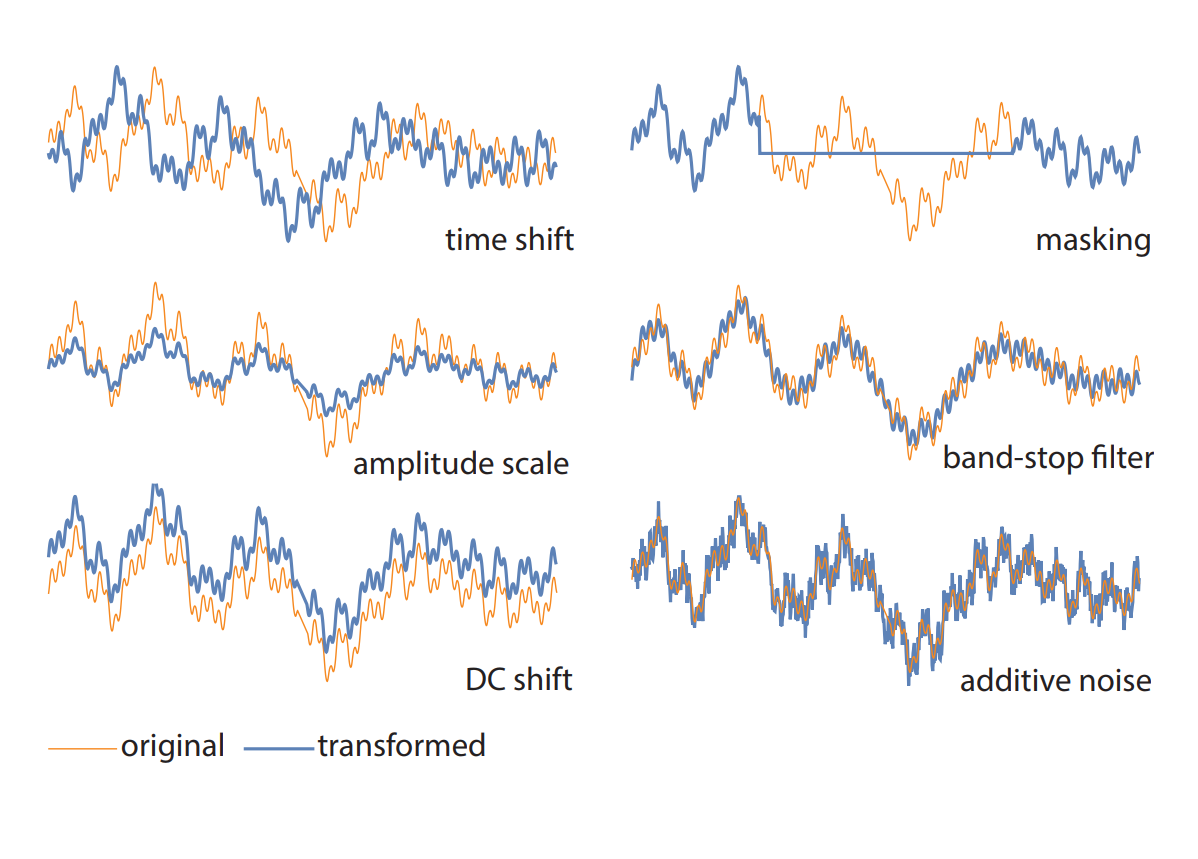 time shift
masking
amplitude scale
band-stop filter
DC shift
additive noise
original
transformed